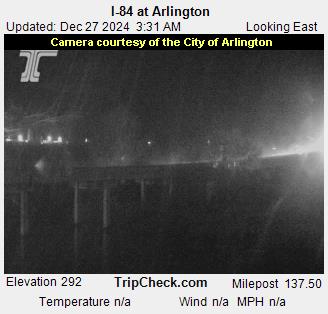 I-84 at Arlington
Updated: Dec 27 2024 3:31 AM Looking East
Camera courtesy of the City of Arlington
Elevation 292 TripCheck.com Milepost 137.50
Temperature n/a Wind n/a MPH n/a